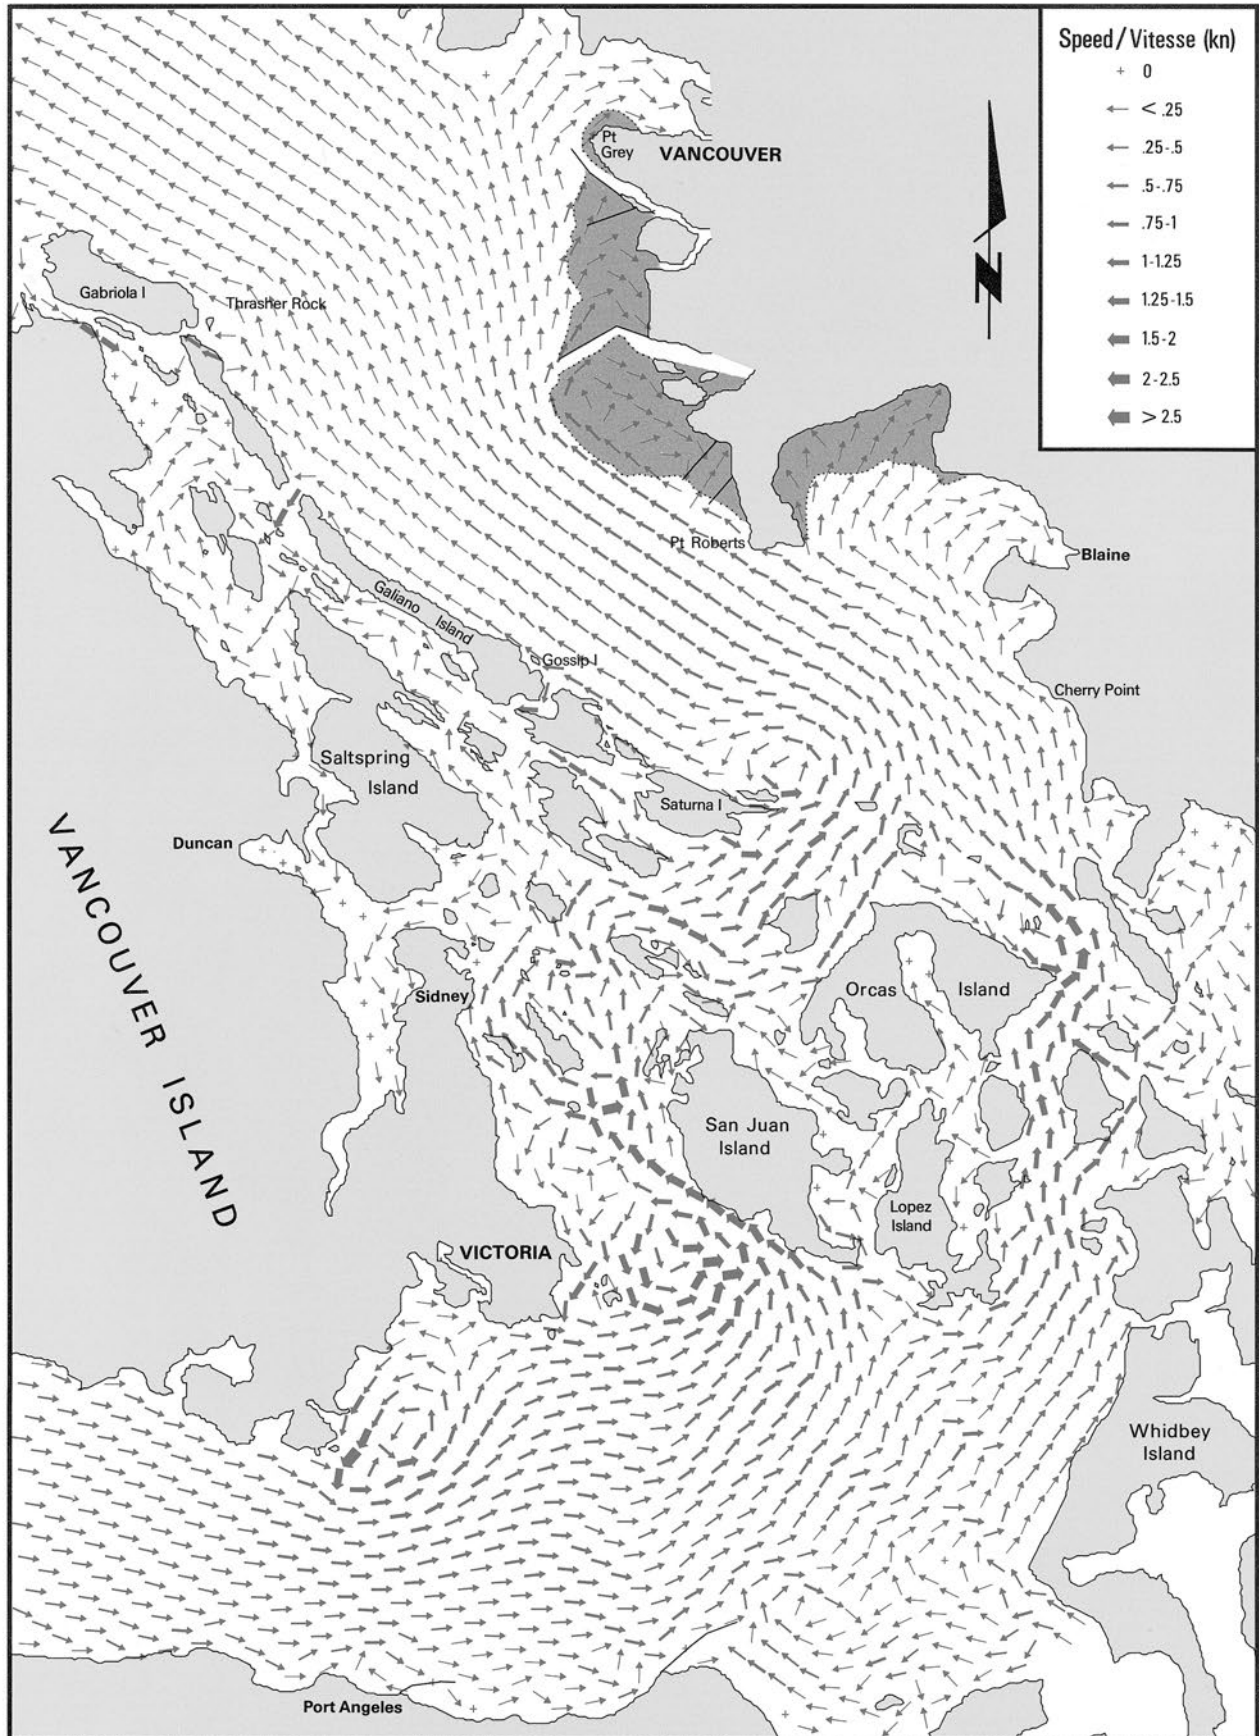 Speed/Vitesse (kn)
0
< .25
.25-.5
.5-.75
.75-1
1-1.25
1.25-1.5
1.5-2
2-2.5
> 2.5
N
Pt
Grey
VANCOUVER
Gabriola I
Thrasher Rock
Pt Roberts
Blaine
Galiano
Island
Gossip I
Cherry Point
Saltspring
Island
Saturna I
Duncan
VANCOUVER ISLAND
Sidney
Orcas
Island
San Juan
Island
Lopez
Island
VICTORIA
Whidbey
Island
Port Angeles